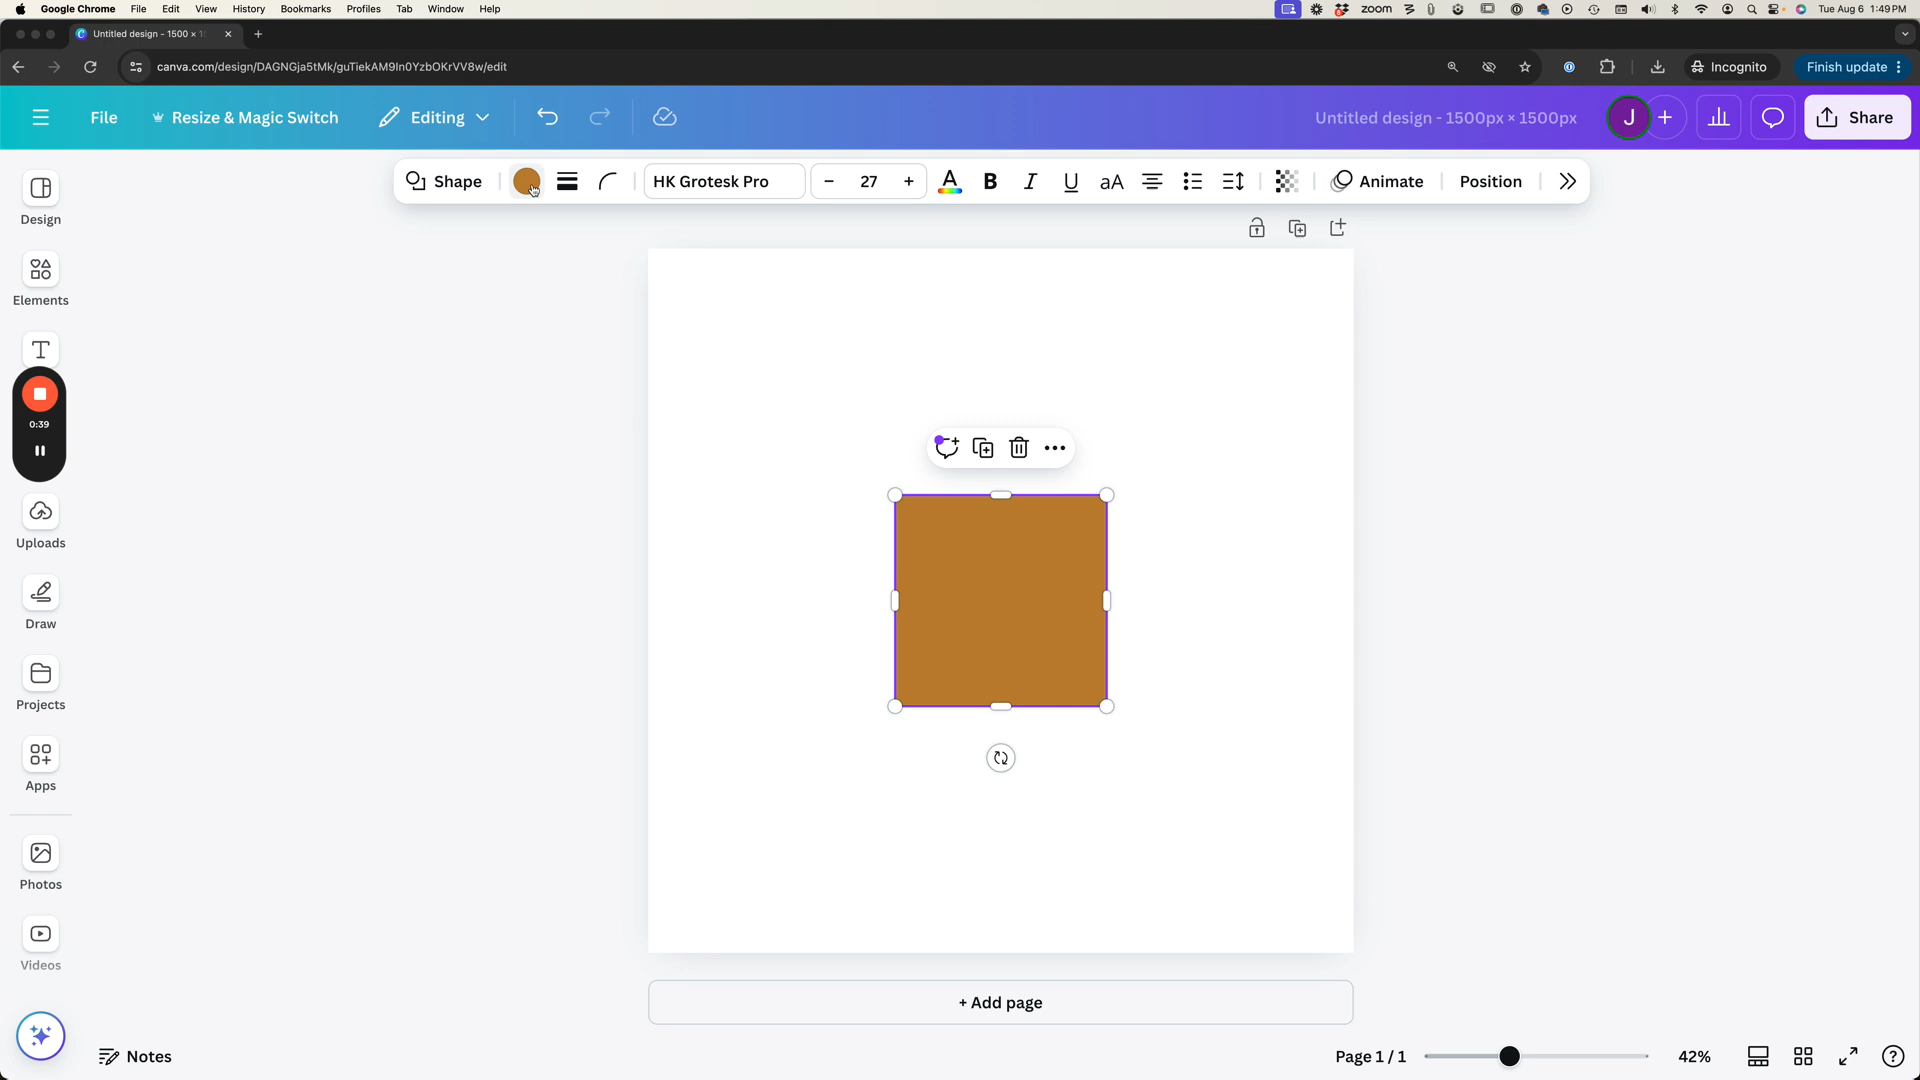 Google Chrome File Edit View History Bookmarks Profiles Tab Window Help zoom Tue Aug 6 1:49 PM
Untitled design - 1500 × 1
canva.com/design/DAGNGja5tMk/guTiekAM9In0YzbOKrVV8w/edit Incognito Finish update
File Resize & Magic Switch Editing Untitled design - 1500px × 1500px J Share
Shape HK Grotesk Pro − 27 + A B I U aA Animate Position
Design
Elements
T
0:39
Uploads
Draw
Projects
Apps
Photos
Videos
+ Add page
Notes Page 1 / 1 42% ?